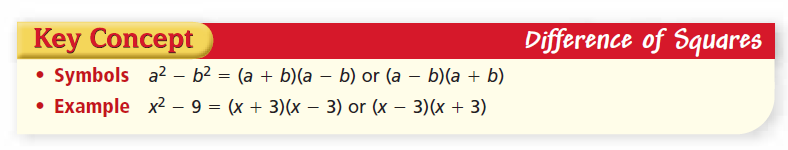 Key Concept Difference of Squares
• Symbols a² – b² = (a + b)(a – b) or (a – b)(a + b)
• Example x² – 9 = (x + 3)(x – 3) or (x – 3)(x + 3)